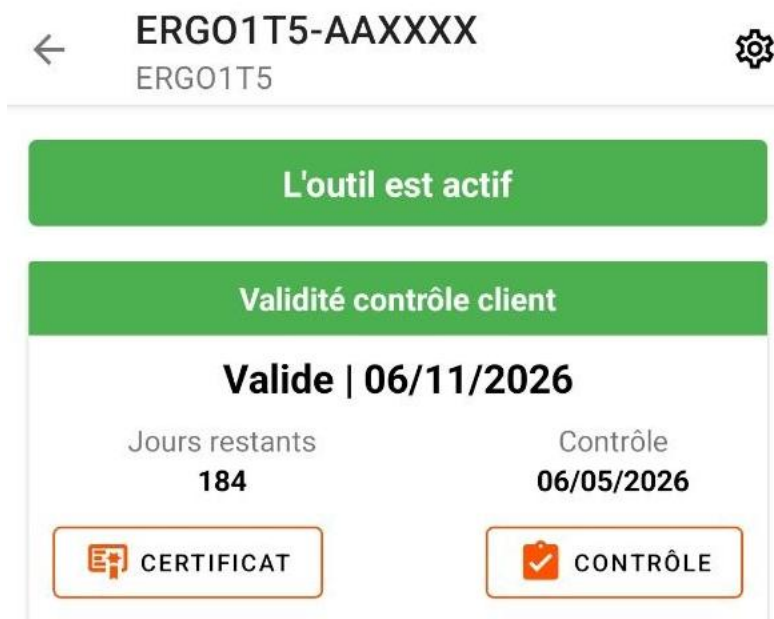 ERGO1T5-AAXXXX
ERGO1T5
L'outil est actif
Validité contrôle client
Valide | 06/11/2026
Jours restants
184
Contrôle
06/05/2026
CERTIFICAT
CONTRÔLE